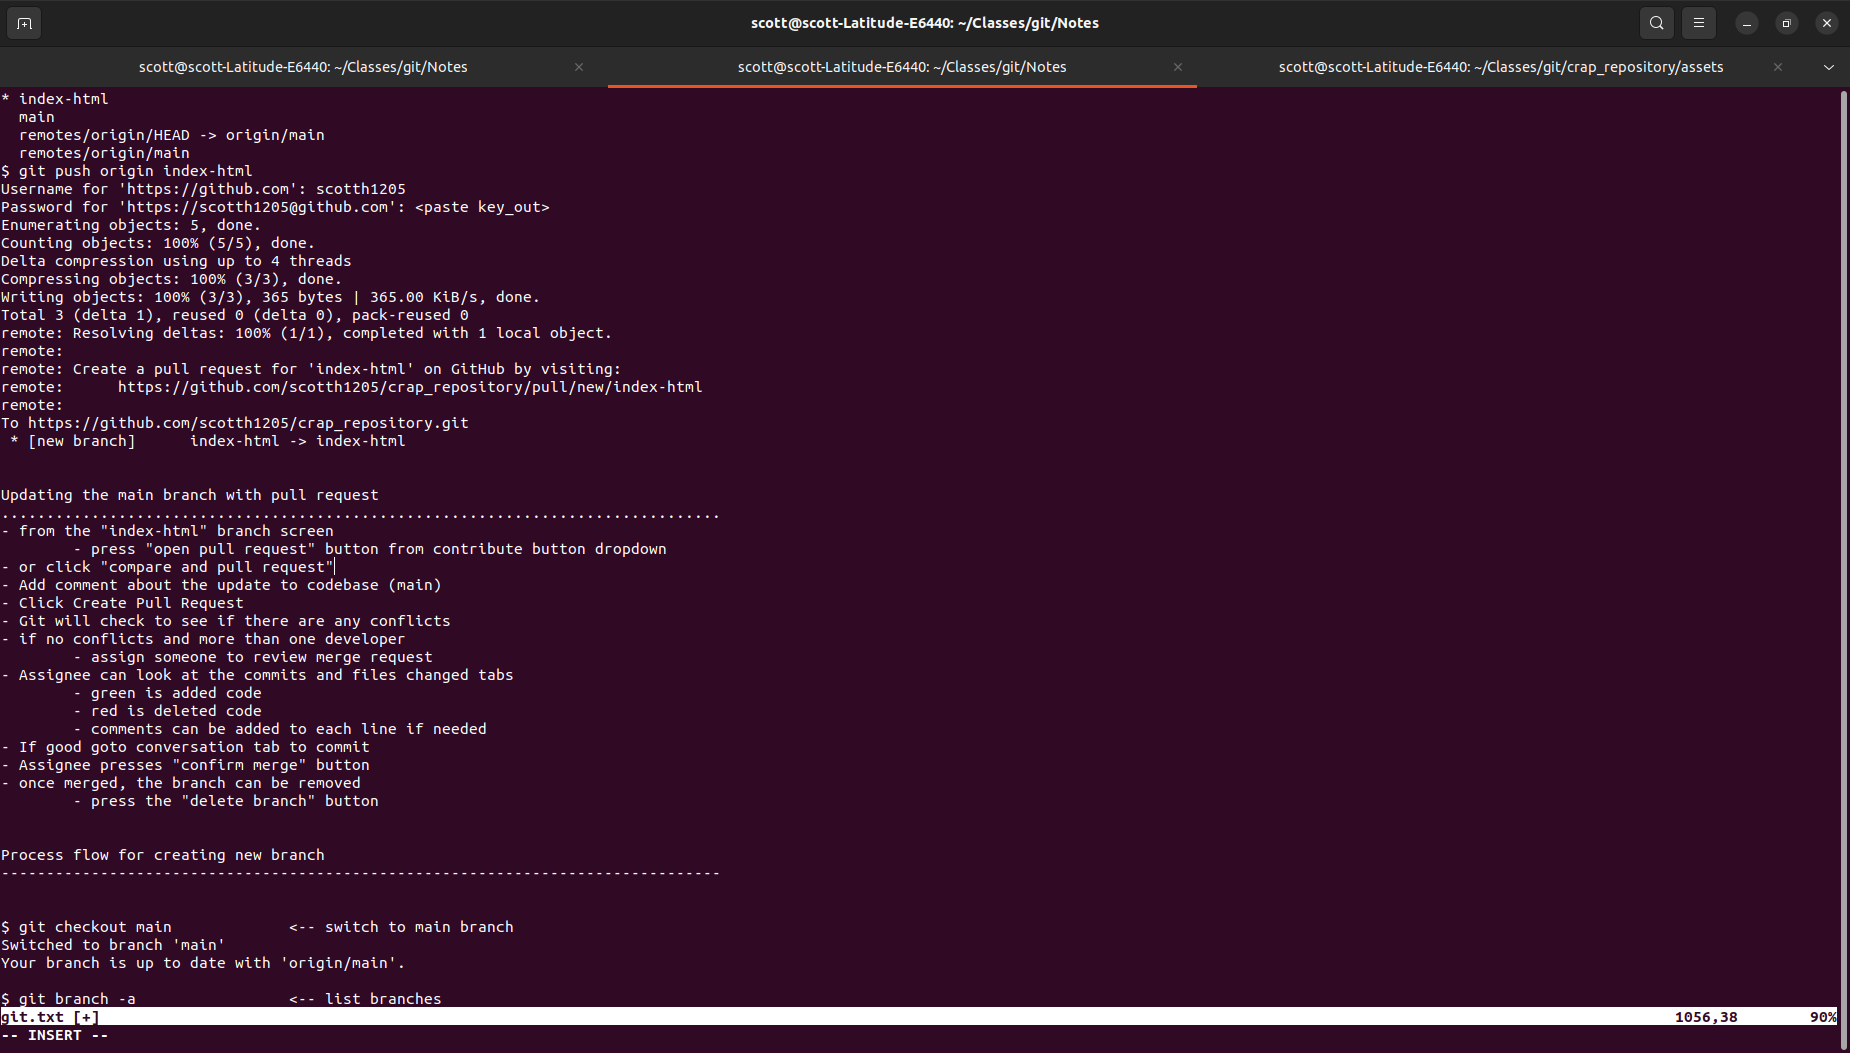 scott@scott-Latitude-E6440: ~/Classes/git/Notes
scott@scott-Latitude-E6440: ~/Classes/git/Notes
scott@scott-Latitude-E6440: ~/Classes/git/Notes
scott@scott-Latitude-E6440: ~/Classes/git/crap_repository/assets
* index-html
  main
  remotes/origin/HEAD -> origin/main
  remotes/origin/main
$ git push origin index-html
Username for 'https://github.com': scotth1205
Password for 'https://scotth1205@github.com': <paste key_out>
Enumerating objects: 5, done.
Counting objects: 100% (5/5), done.
Delta compression using up to 4 threads
Compressing objects: 100% (3/3), done.
Writing objects: 100% (3/3), 365 bytes | 365.00 KiB/s, done.
Total 3 (delta 1), reused 0 (delta 0), pack-reused 0
remote: Resolving deltas: 100% (1/1), completed with 1 local object.
remote:
remote: Create a pull request for 'index-html' on GitHub by visiting:
remote:      https://github.com/scotth1205/crap_repository/pull/new/index-html
remote:
To https://github.com/scotth1205/crap_repository.git
 * [new branch]      index-html -> index-html
Updating the main branch with pull request
................................................................................
- from the "index-html" branch screen
        - press "open pull request" button from contribute button dropdown
- or click "compare and pull request"
- Add comment about the update to codebase (main)
- Click Create Pull Request
- Git will check to see if there are any conflicts
- if no conflicts and more than one developer
        - assign someone to review merge request
- Assignee can look at the commits and files changed tabs
        - green is added code
        - red is deleted code
        - comments can be added to each line if needed
- If good goto conversation tab to commit
- Assignee presses "confirm merge" button
- once merged, the branch can be removed
        - press the "delete branch" button
Process flow for creating new branch
--------------------------------------------------------------------------------
$ git checkout main             <-- switch to main branch
Switched to branch 'main'
Your branch is up to date with 'origin/main'.
$ git branch -a                 <-- list branches
git.txt [+] 1056,38 90%
-- INSERT --